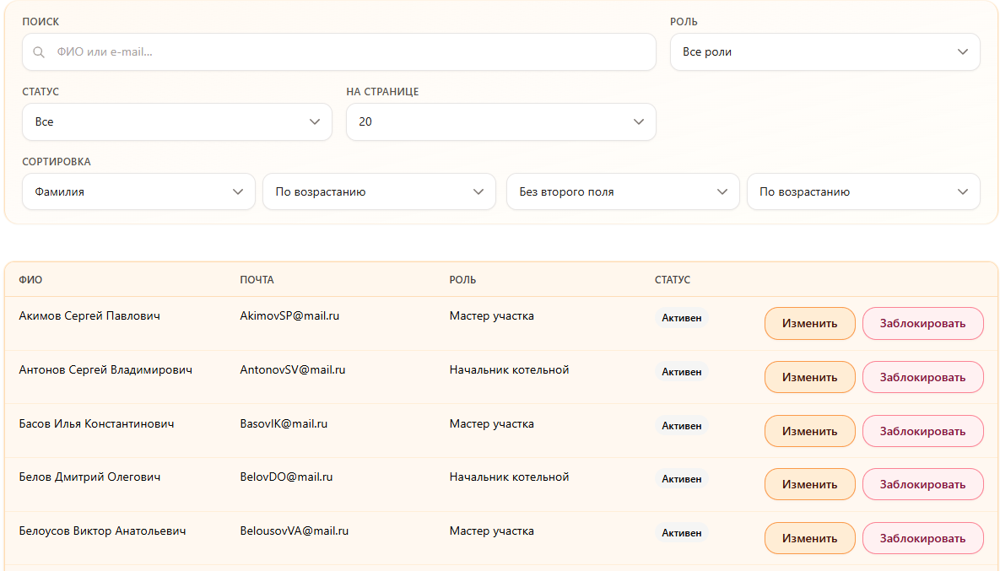 ПОИСК РОЛЬ
ФИО или e-mail... Все роли
СТАТУС НА СТРАНИЦЕ
Все 20
СОРТИРОВКА
Фамилия По возрастанию Без второго поля По возрастанию
ФИО ПОЧТА РОЛЬ СТАТУС
Акимов Сергей Павлович AkimovSP@mail.ru Мастер участка Активен Изменить Заблокировать
Антонов Сергей Владимирович AntonovSV@mail.ru Начальник котельной Активен Изменить Заблокировать
Басов Илья Константинович BasovIK@mail.ru Мастер участка Активен Изменить Заблокировать
Белов Дмитрий Олегович BelovDO@mail.ru Начальник котельной Активен Изменить Заблокировать
Белоусов Виктор Анатольевич BelousovVA@mail.ru Мастер участка Активен Изменить Заблокировать